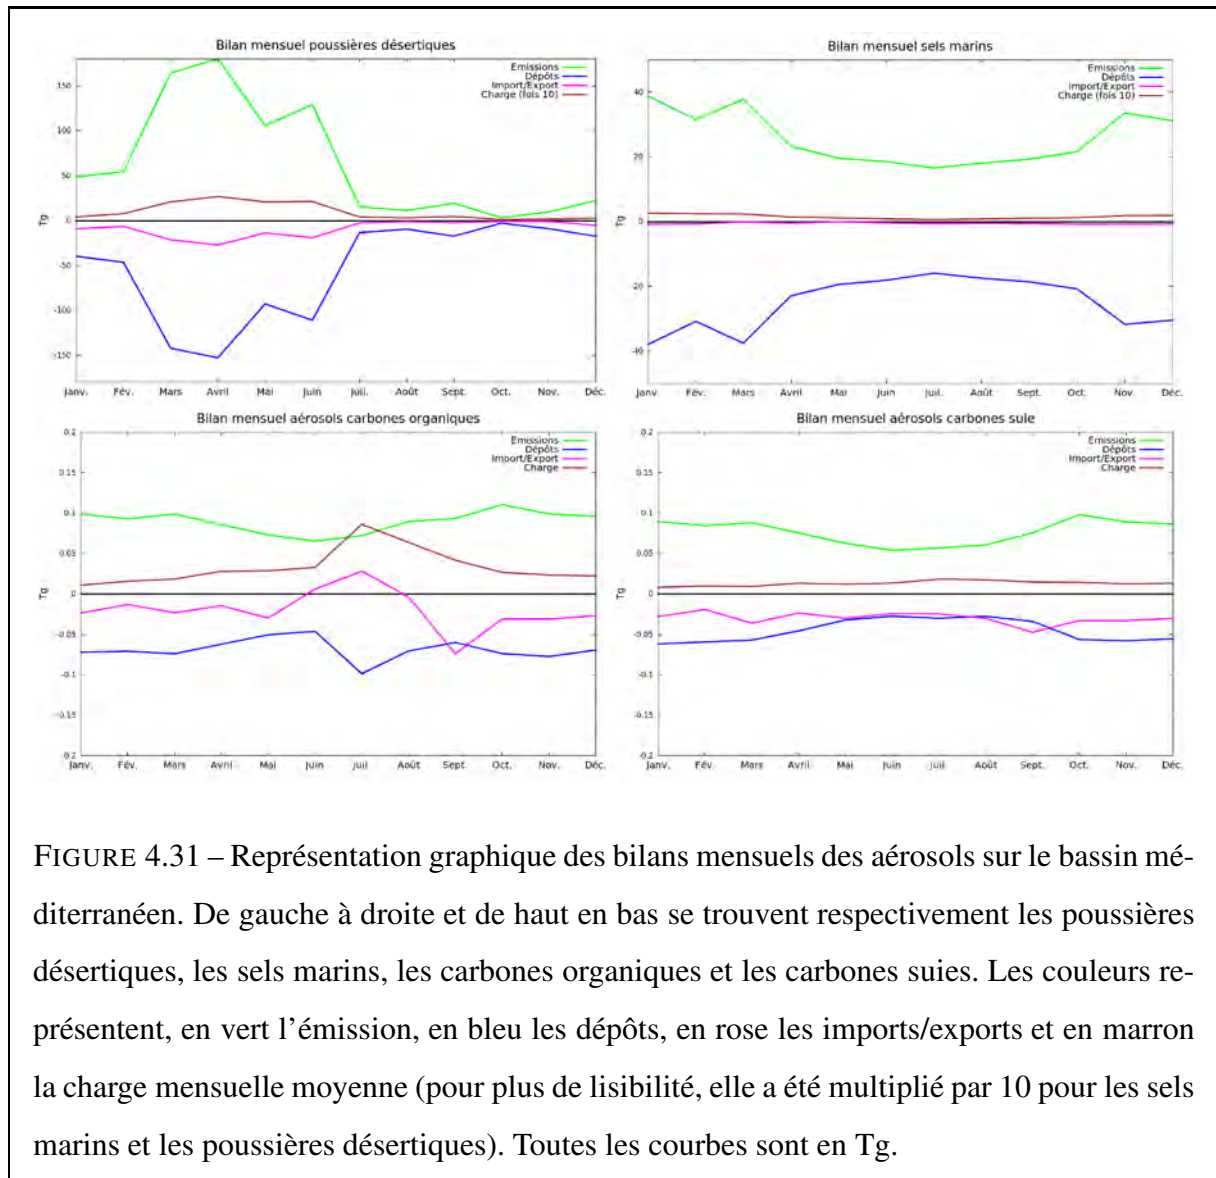 Bilan mensuel poussières désertiques
Emissions
Dépôts
Import/Export
Charge (fois 10)
150
100
50
0
-50
-100
-150
Tg
Janv. Fév. Mars Avril Mai Juin Juil. Août Sept. Oct. Nov. Déc.
Bilan mensuel sels marins
Emissions
Dépôts
Import/Export
Charge (fois 10)
40
20
0
-20
-40
Tg
Janv. Fév. Mars Avril Mai Juin Juil. Août Sept. Oct. Nov. Déc.
Bilan mensuel aérosols carbones organiques
Emissions
Dépôts
Import/Export
Charge
0.2
0.15
0.1
0.05
0
-0.05
-0.1
-0.15
-0.2
Tg
Janv. Fév. Mars Avril Mai Juin Juil. Août Sept. Oct. Nov. Déc.
Bilan mensuel aérosols carbones suie
Emissions
Dépôts
Import/Export
Charge
0.2
0.15
0.1
0.05
0
-0.05
-0.1
-0.15
-0.2
Tg
Janv. Fév. Mars Avril Mai Juin Juil. Août Sept. Oct. Nov. Déc.
FIGURE 4.31 – Représentation graphique des bilans mensuels des aérosols sur le bassin mé-
diterranéen. De gauche à droite et de haut en bas se trouvent respectivement les poussières
désertiques, les sels marins, les carbones organiques et les carbones suies. Les couleurs re-
présentent, en vert l'émission, en bleu les dépôts, en rose les imports/exports et en marron
la charge mensuelle moyenne (pour plus de lisibilité, elle a été multiplié par 10 pour les sels
marins et les poussières désertiques). Toutes les courbes sont en Tg.